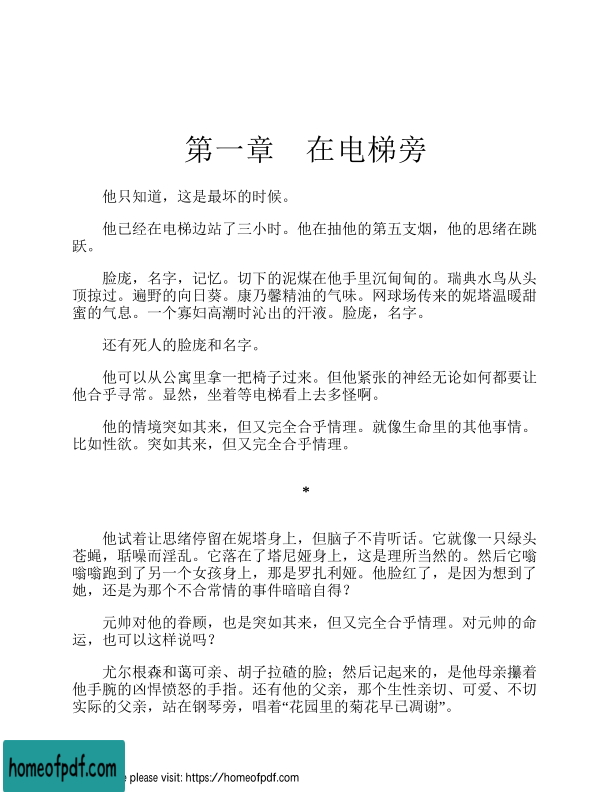 第一章　在电梯旁
他只知道，这是最坏的时候。
他已经在电梯边站了三小时。他在抽他的第五支烟，他的思绪在跳
跃。
脸庞，名字，记忆。切下的泥煤在他手里沉甸甸的。瑞典水鸟从头
顶掠过。遍野的向日葵。康乃馨精油的气味。网球场传来的妮塔温暖甜
蜜的气息。一个寡妇高潮时沁出的汗液。脸庞，名字。
还有死人的脸庞和名字。
他可以从公寓里拿一把椅子过来。但他紧张的神经无论如何都要让
他合乎寻常。显然，坐着等电梯看上去多怪啊。
他的情境突如其来，但又完全合乎情理。就像生命里的其他事情。
比如性欲。突如其来，但又完全合乎情理。
*
他试着让思绪停留在妮塔身上，但脑子不肯听话。它就像一只绿头
苍蝇，聒噪而淫乱。它落在了塔尼娅身上，这是理所当然的。然后它嗡
嗡嗡嗡跑到了另一个女孩身上，那是罗扎利娅。他脸红了，是因为想到了
她，还是为那个不合常情的事件暗暗自得？
元帅对他的眷顾，也是突如其来，但又完全合乎情理。对元帅的命
运，也可以这样说吗？
尤尔根森和蔼可亲、胡子拉碴的脸；然后记起来的，是他母亲攥着
他手腕的凶悍愤怒的手指。还有他的父亲，那个生性亲切、可爱、不切
实际的父亲，站在钢琴旁，唱着“花园里的菊花早已凋谢”。
homeofpdf.com
e please visit: https://homeofpdf.com